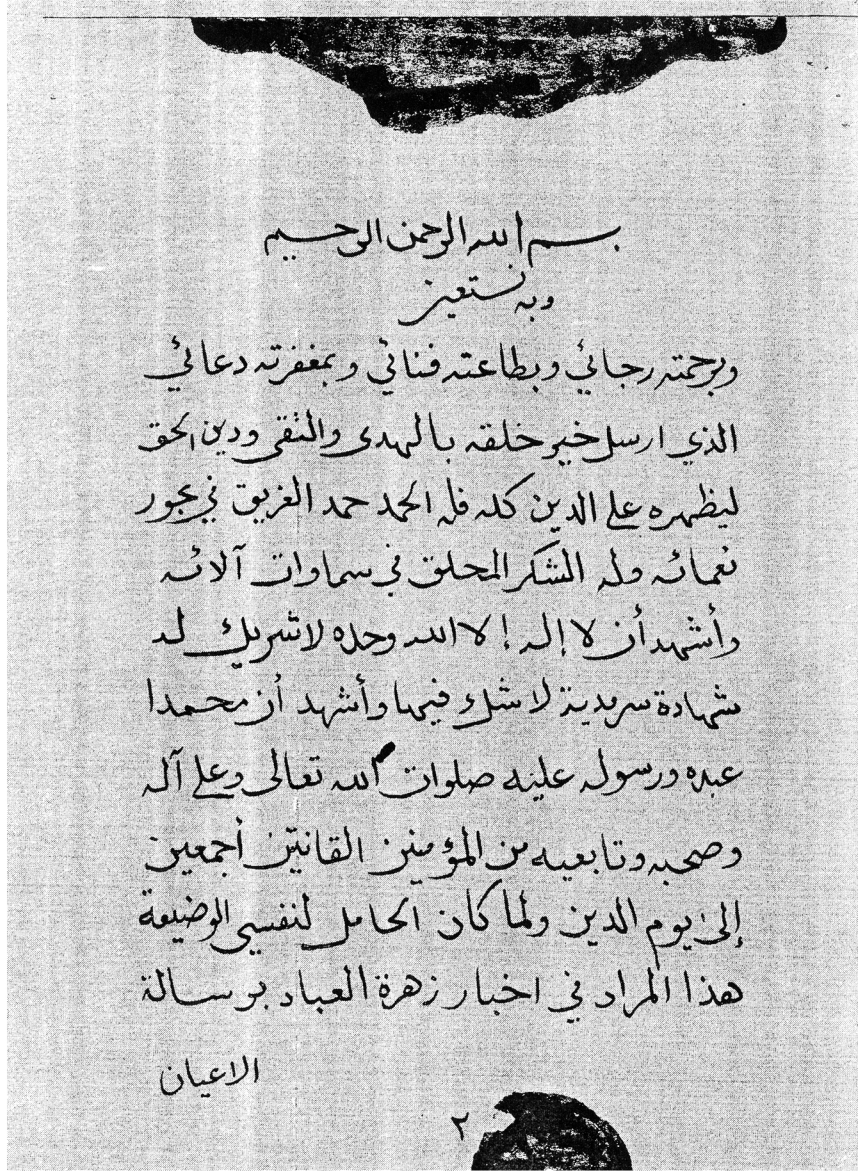 بسم الله الرحمن الرحيم
وبه نستعين
وبرحمته رجائي وبطاعته فنائي وبمغفرته دعائي
الذي ارسل خير خلقه بالهدى والتقى ودين الحق
ليظهره على الدين كله فله الحمد حمد الغريق في بحور
نعمائه وله الشكر المحلق في سماوات آلائه
وأشهد أن لا إله إلا الله وحده لا شريك له
شهادة سرمدية لا شك فيها وأشهد أن محمدا
عبده ورسوله عليه صلوات الله تعالى وعلى آله
وصحبه وتابعيه من المؤمنين القانتين أجمعين
إلى يوم الدين ولما كان الحامل لنفسي الوضيعة
هذا المراد في اخبار زهرة العباد برسالة
الاعيان
٢